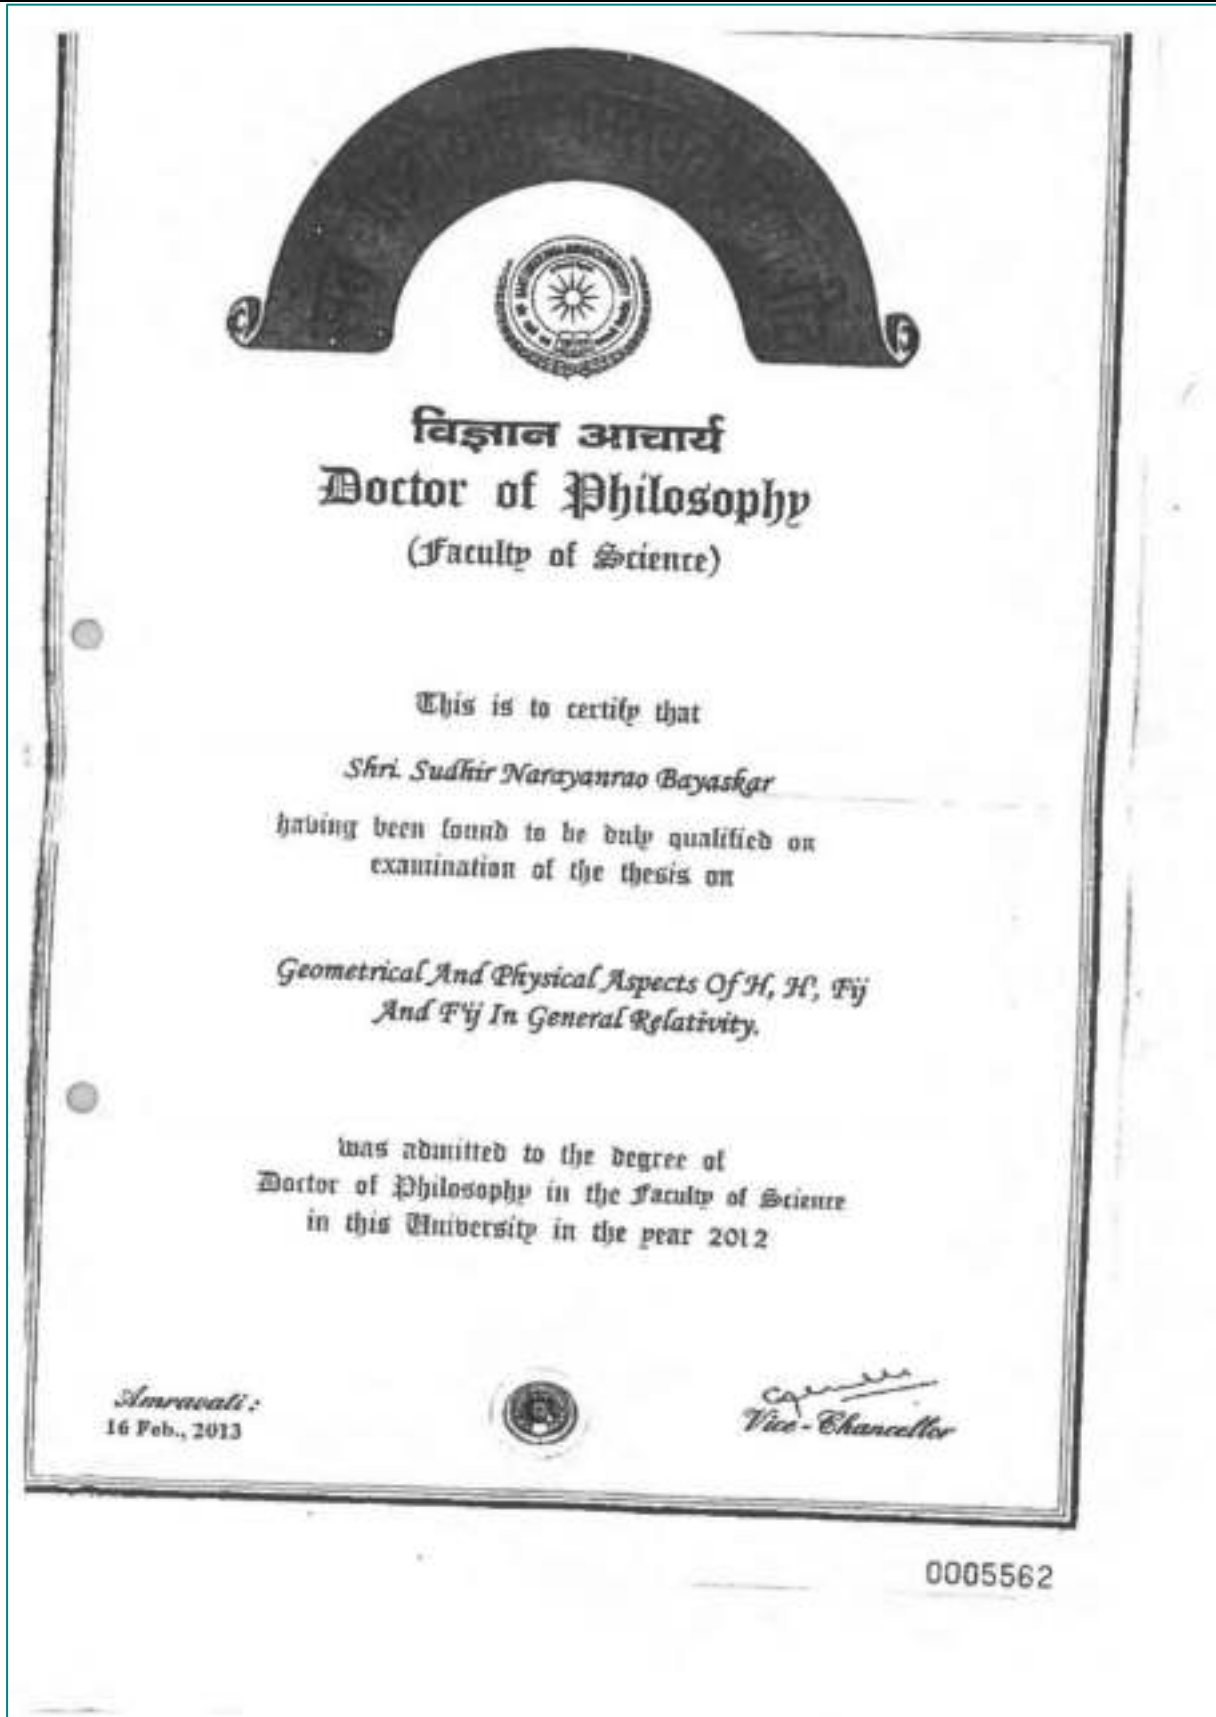 विज्ञान आचार्य
Doctor of Philosophy
(Faculty of Science)
This is to certify that
Shri. Sudhir Narayanrao Bayaskar
having been found to be duly qualified on
examination of the thesis on
Geometrical And Physical Aspects Of H, H', Fij
And F'ij In General Relativity.
was admitted to the degree of
Doctor of Philosophy in the Faculty of Science
in this University in the year 2012
Amravati :
16 Feb., 2013
Vice-Chancellor
0005562